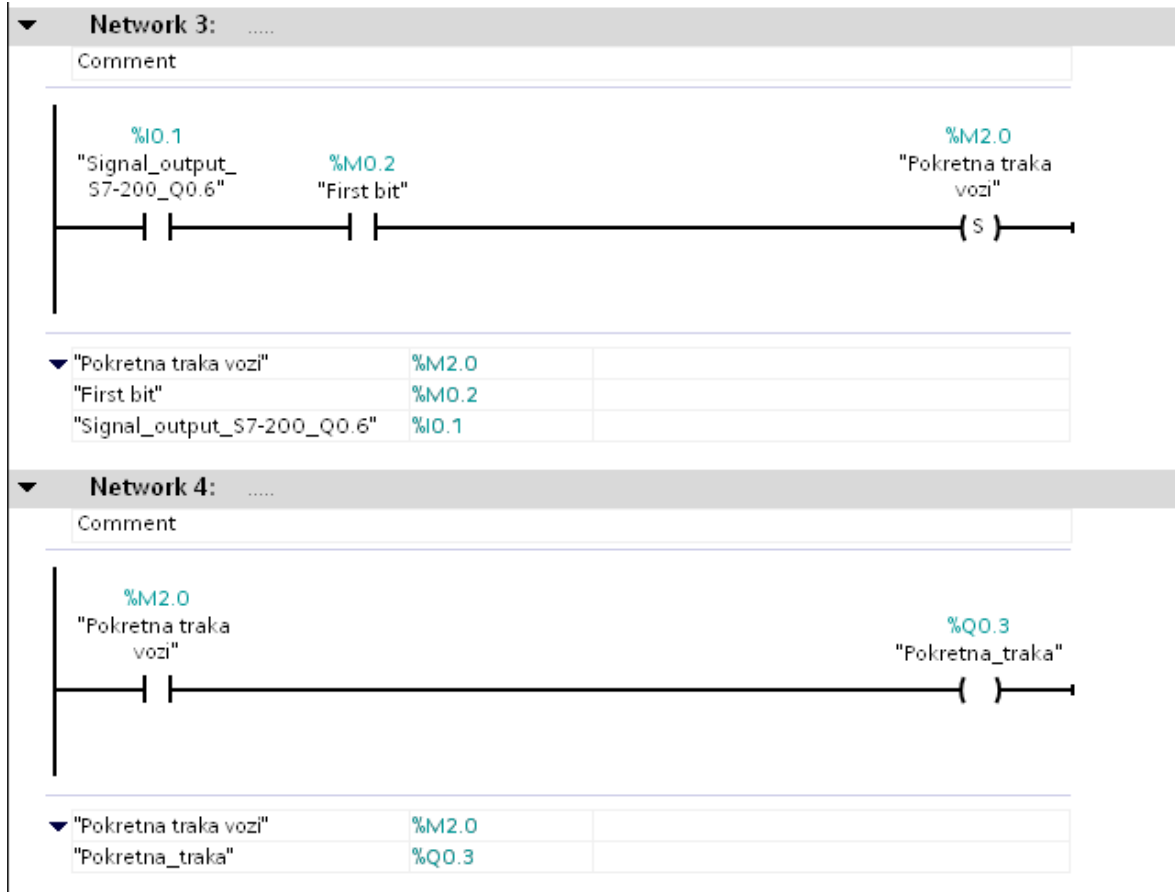 Network 3: .....
Comment
%I0.1
"Signal_output_
S7-200_Q0.6"
%M0.2
"First bit"
%M2.0
"Pokretna traka
vozi"
S
"Pokretna traka vozi" %M2.0
"First bit" %M0.2
"Signal_output_S7-200_Q0.6" %I0.1
Network 4: .....
Comment
%M2.0
"Pokretna traka
vozi"
%Q0.3
"Pokretna_traka"
"Pokretna traka vozi" %M2.0
"Pokretna_traka" %Q0.3